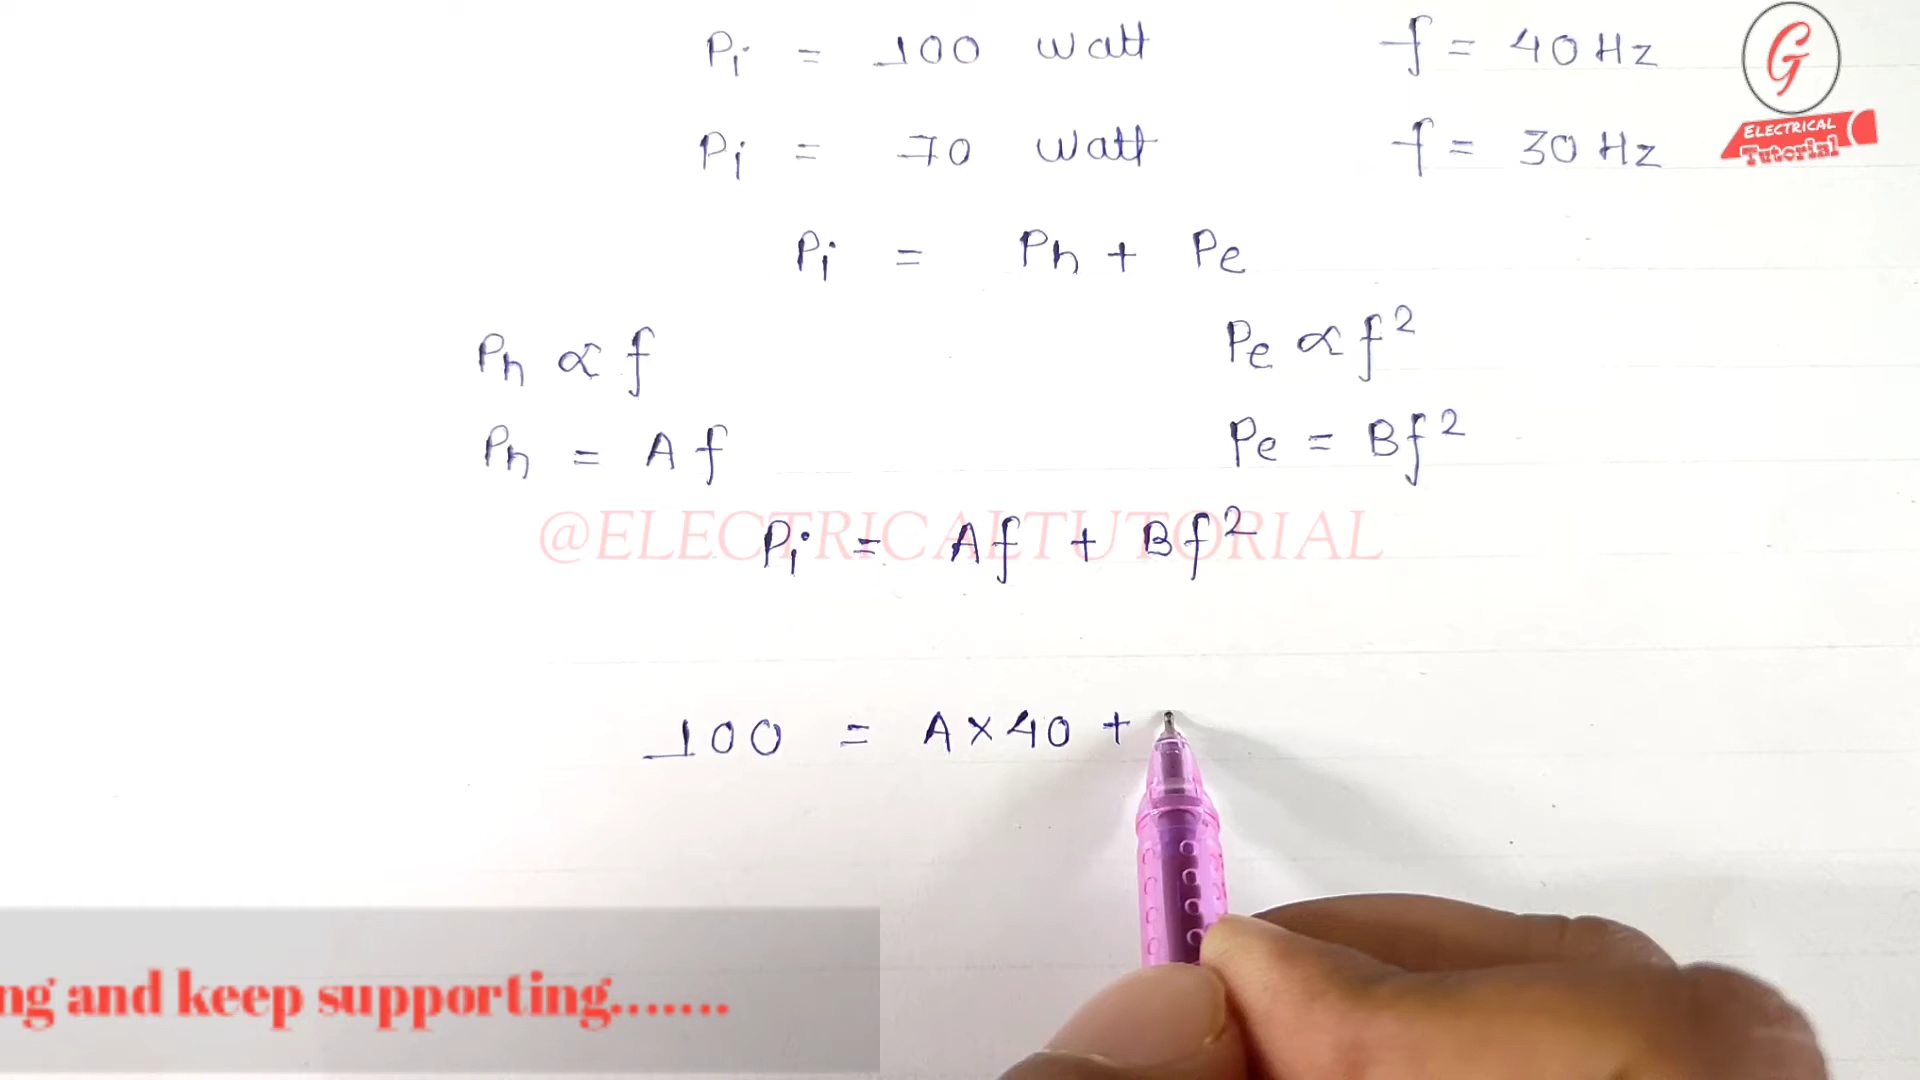 Pi = 100 watt f = 40 Hz
Pi = 70 watt f = 30 Hz
G
ELECTRICAL
Tutorial
Pi = Ph + Pe
Ph ∝ f Pe ∝ f²
Ph = A f Pe = Bf²
@ELECTRICALTUTORIAL
Pi = Af + Bf²
100 = A × 40 +
ng and keep supporting.......